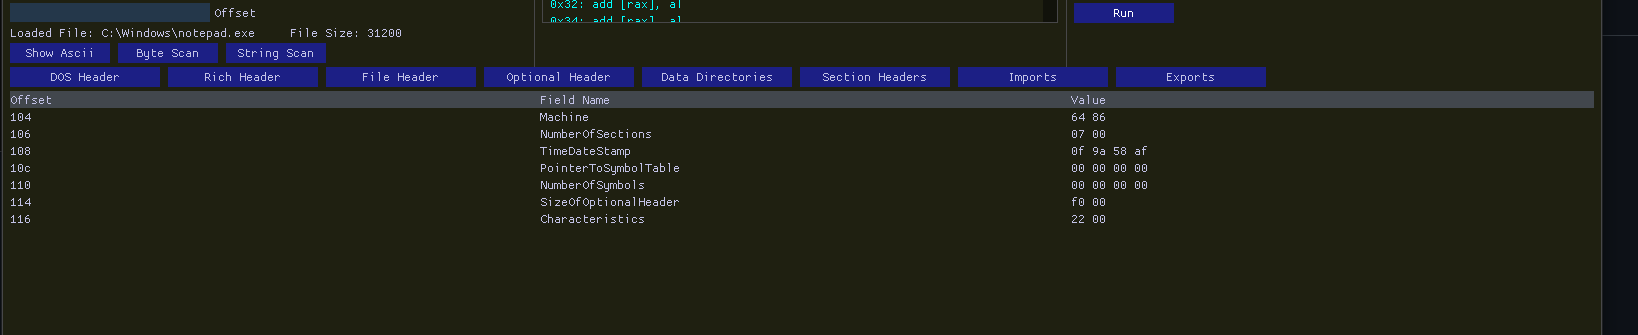 0x32: add [rax], al
Offset
Run
0x34: add [rax], al
Loaded File: C:\Windows\notepad.exe File Size: 31200
Show Ascii Byte Scan String Scan
DOS Header Rich Header File Header Optional Header Data Directories Section Headers Imports Exports
Offset Field Name Value
104 Machine 64 86
106 NumberOfSections 07 00
108 TimeDateStamp 0f 9a 58 af
10c PointerToSymbolTable 00 00 00 00
110 NumberOfSymbols 00 00 00 00
114 SizeOfOptionalHeader f0 00
116 Characteristics 22 00